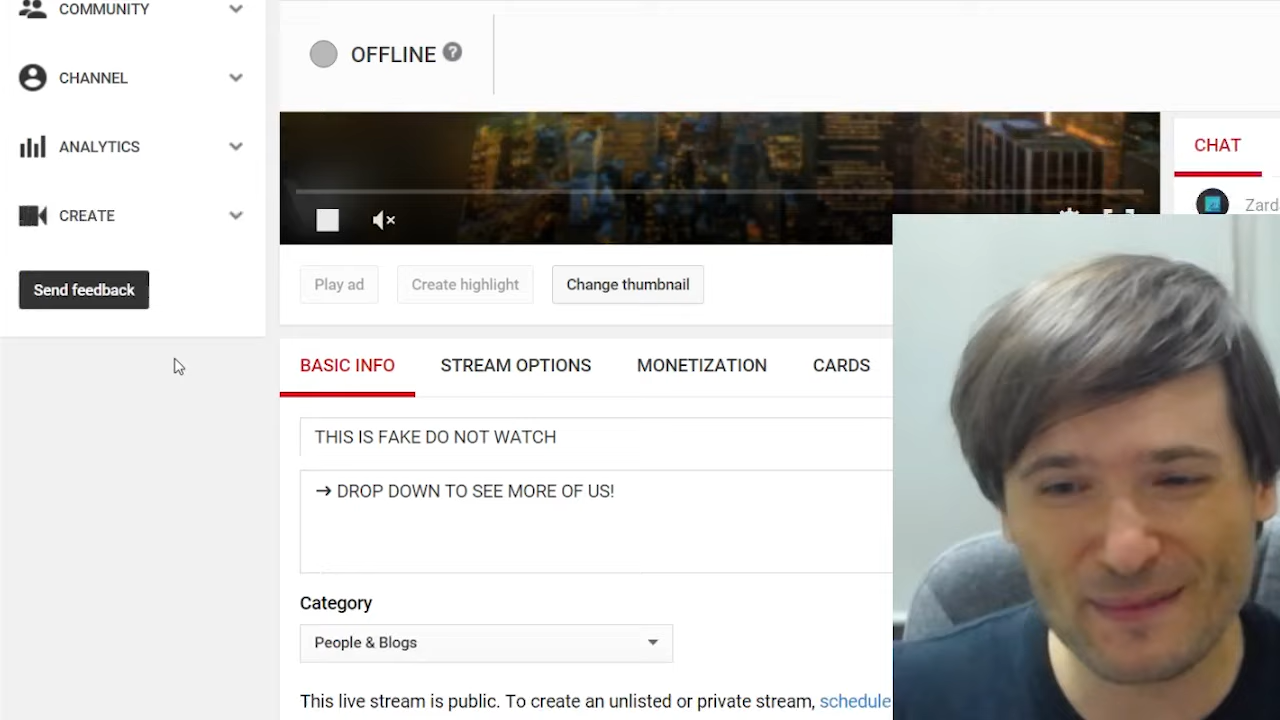 COMMUNITY
CHANNEL
ANALYTICS
CREATE
Send feedback
OFFLINE ?
CHAT
Zard
Play ad
Create highlight
Change thumbnail
BASIC INFO
STREAM OPTIONS
MONETIZATION
CARDS
THIS IS FAKE DO NOT WATCH
→ DROP DOWN TO SEE MORE OF US!
Category
People & Blogs
This live stream is public. To create an unlisted or private stream, schedule